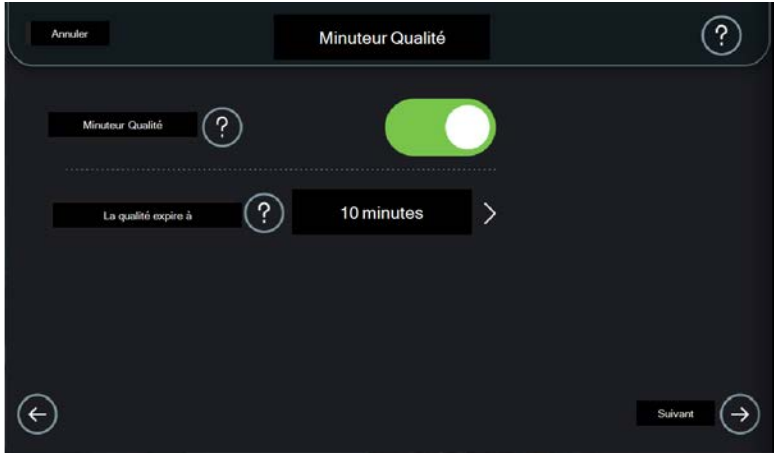 Annuler
Minuteur Qualité
?
Minuteur Qualité
?
La qualité expire à
?
10 minutes
Suivant